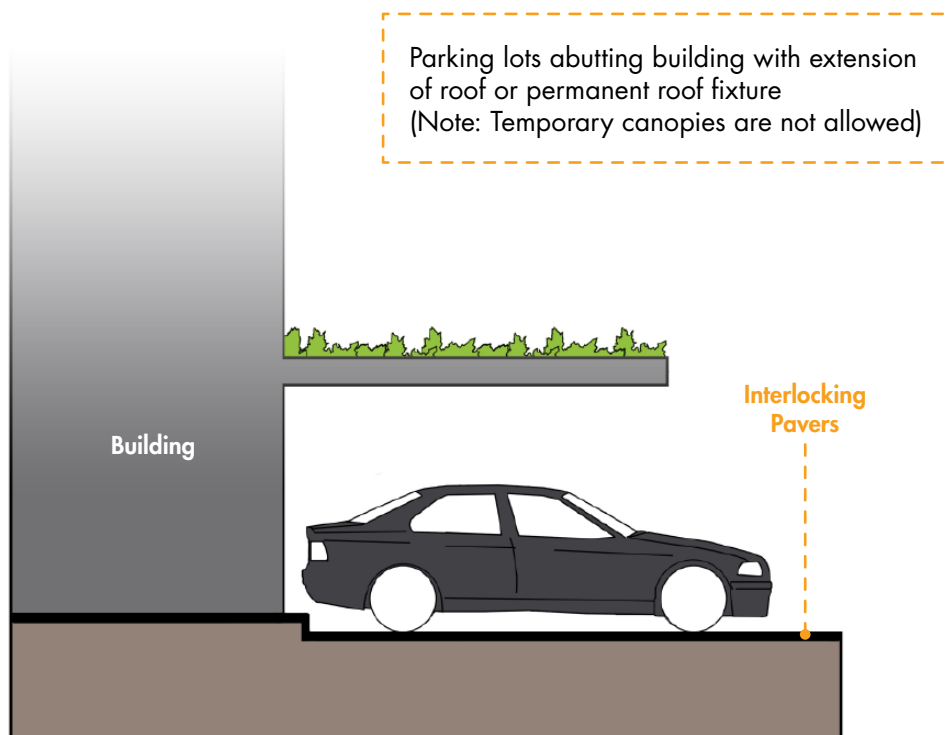 Parking lots abutting building with extension
of roof or permanent roof fixture
(Note: Temporary canopies are not allowed)
Interlocking
Pavers
Building